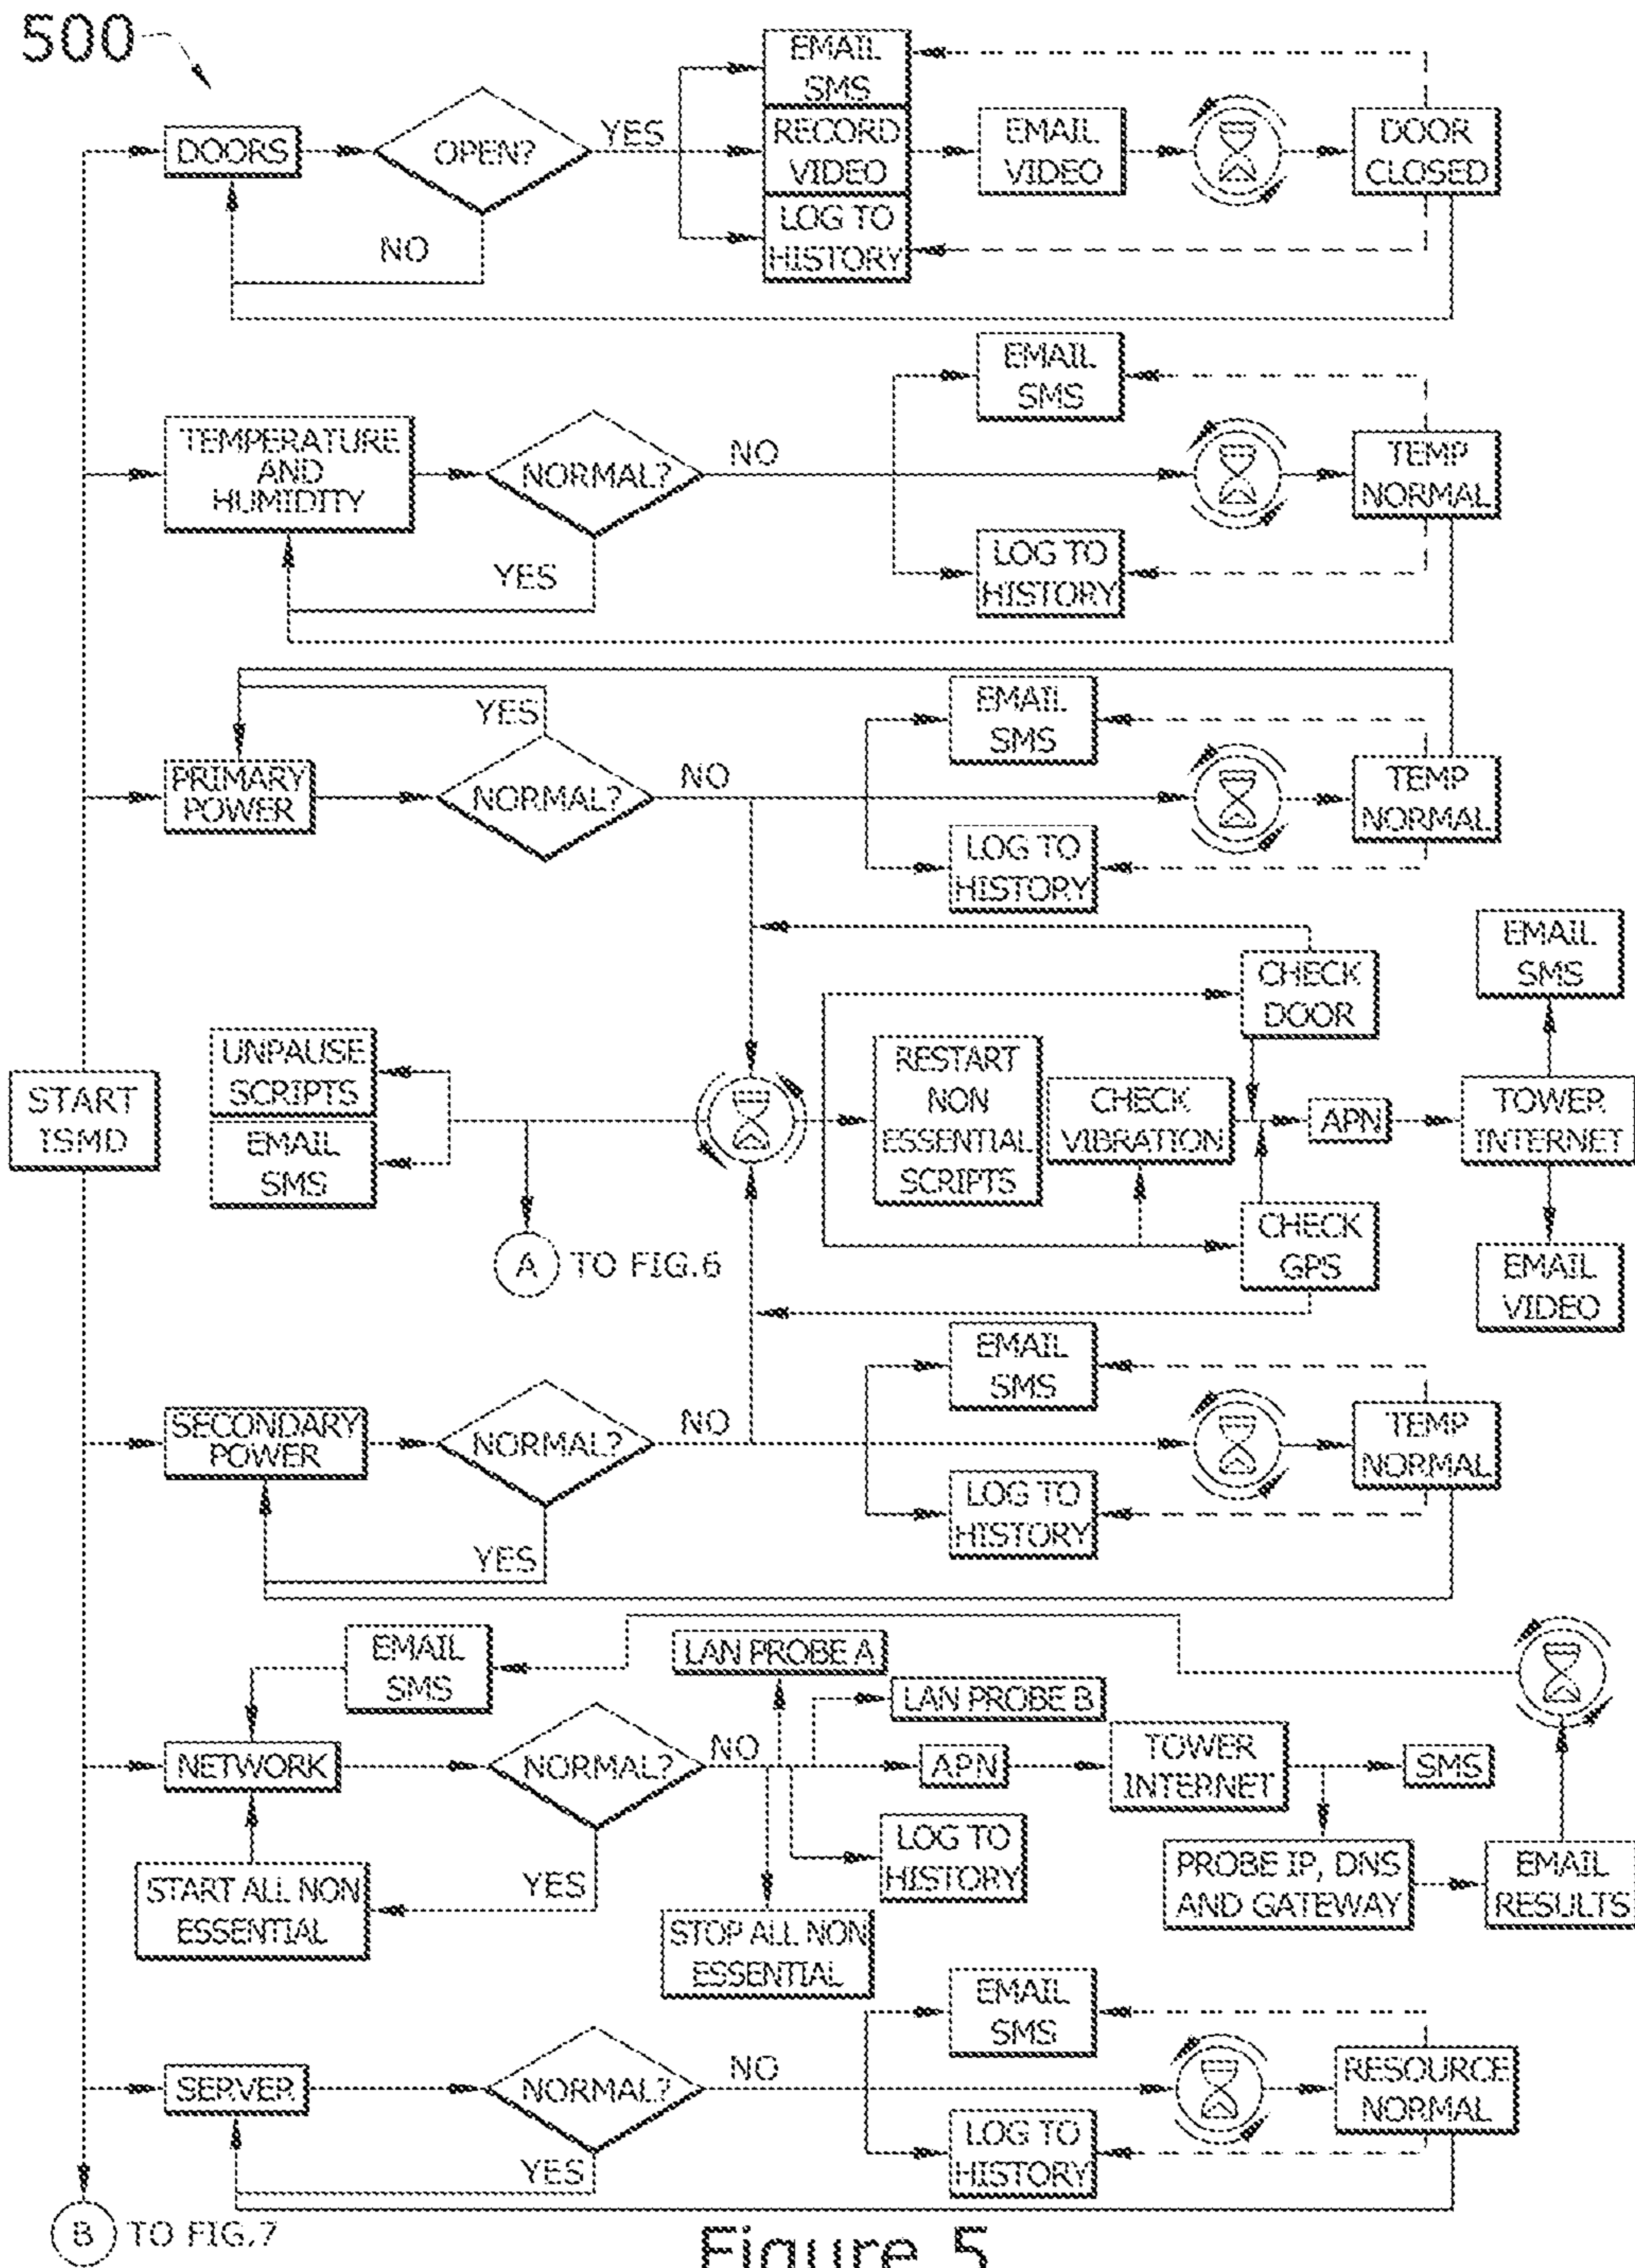 500
EMAIL
SMS
DOORS
OPEN?
YES
RECORD
VIDEO
EMAIL
VIDEO
DOOR
CLOSED
NO
LOG TO
HISTORY
EMAIL
SMS
TEMPERATURE
AND
HUMIDITY
NORMAL?
NO
TEMP
NORMAL
YES
LOG TO
HISTORY
YES
EMAIL
SMS
PRIMARY
POWER
NORMAL?
NO
TEMP
NORMAL
LOG TO
HISTORY
EMAIL
SMS
CHECK
DOOR
UNPAUSE
SCRIPTS
EMAIL
SMS
START
ISMD
RESTART
NON
ESSENTIAL
SCRIPTS
CHECK
VIBRATION
APN
TOWER
INTERNET
A TO FIG.6
CHECK
GPS
EMAIL
VIDEO
EMAIL
SMS
SECONDARY
POWER
NORMAL?
NO
TEMP
NORMAL
LOG TO
HISTORY
YES
EMAIL
SMS
LAN PROBE A
LAN PROBE B
NETWORK
NORMAL?
NO
APN
TOWER
INTERNET
SMS
START ALL NON
ESSENTIAL
YES
LOG TO
HISTORY
PROBE IP, DNS
AND GATEWAY
EMAIL
RESULTS
STOP ALL NON
ESSENTIAL
EMAIL
SMS
SERVER
NORMAL?
NO
RESOURCE
NORMAL
YES
LOG TO
HISTORY
B TO FIG.7
Figure 5